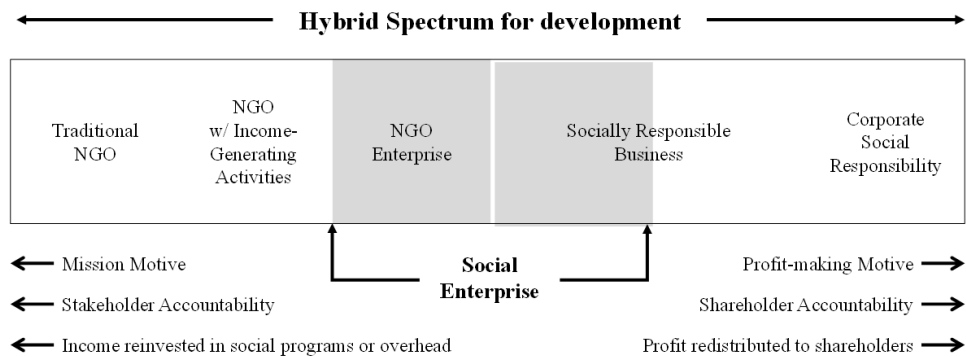 Hybrid Spectrum for development
Traditional
NGO
NGO
w/ Income-
Generating
Activities
NGO
Enterprise
Socially Responsible
Business
Corporate
Social
Responsibility
Mission Motive
Stakeholder Accountability
Income reinvested in social programs or overhead
Social
Enterprise
Profit-making Motive
Shareholder Accountability
Profit redistributed to shareholders